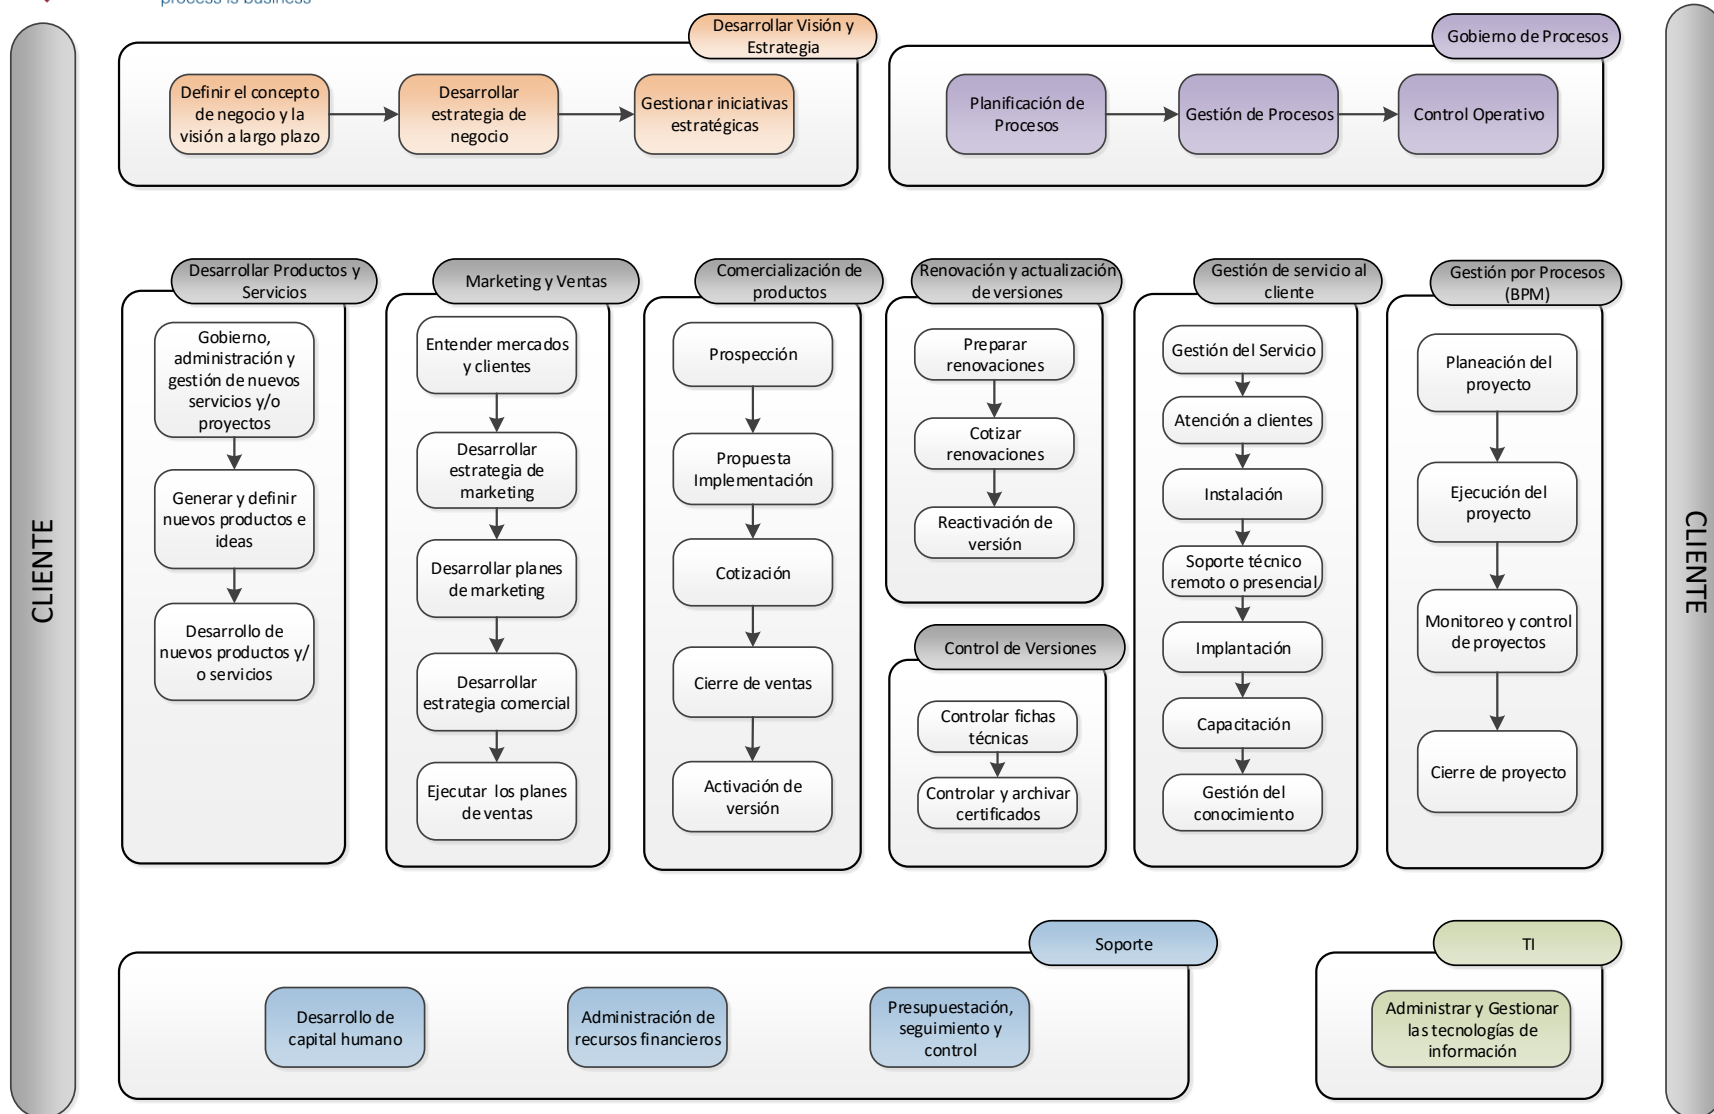 process is business
CLIENTE
Desarrollar Visión y
Estrategia
Definir el concepto
de negocio y la
visión a largo plazo
Desarrollar
estrategia de
negocio
Gestionar iniciativas
estratégicas
Gobierno de Procesos
Planificación de
Procesos
Gestión de Procesos
Control Operativo
Desarrollar Productos y
Servicios
Gobierno,
administración y
gestión de nuevos
servicios y/o
proyectos
Generar y definir
nuevos productos e
ideas
Desarrollo de
nuevos productos y/
o servicios
Marketing y Ventas
Entender mercados
y clientes
Desarrollar
estrategia de
marketing
Desarrollar planes
de marketing
Desarrollar
estrategia comercial
Ejecutar los planes
de ventas
Comercialización de
productos
Prospección
Propuesta
Implementación
Cotización
Cierre de ventas
Activación de
versión
Renovación y actualización
de versiones
Preparar
renovaciones
Cotizar
renovaciones
Reactivación de
versión
Control de Versiones
Controlar fichas
técnicas
Controlar y archivar
certificados
Gestión de servicio al
cliente
Gestión del Servicio
Atención a clientes
Instalación
Soporte técnico
remoto o presencial
Implantación
Capacitación
Gestión del
conocimiento
Gestión por Procesos
(BPM)
Planeación del
proyecto
Ejecución del
proyecto
Monitoreo y control
de proyectos
Cierre de proyecto
Soporte
Desarrollo de
capital humano
Administración de
recursos financieros
Presupuestación,
seguimiento y
control
TI
Administrar y Gestionar
las tecnologías de
información
CLIENTE